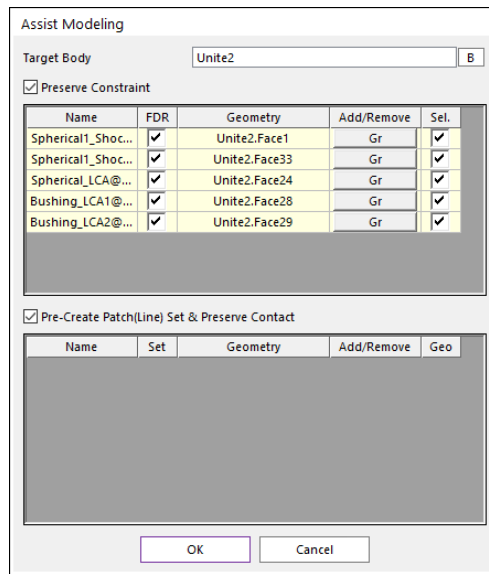 Assist Modeling
Target Body Unite2 B
Preserve Constraint
Name FDR Geometry Add/Remove Sel.
Spherical1_Shoc... Unite2.Face1 Gr
Spherical1_Shoc... Unite2.Face33 Gr
Spherical_LCA@... Unite2.Face24 Gr
Bushing_LCA1@... Unite2.Face28 Gr
Bushing_LCA2@... Unite2.Face29 Gr
Pre-Create Patch(Line) Set & Preserve Contact
Name Set Geometry Add/Remove Geo
OK Cancel